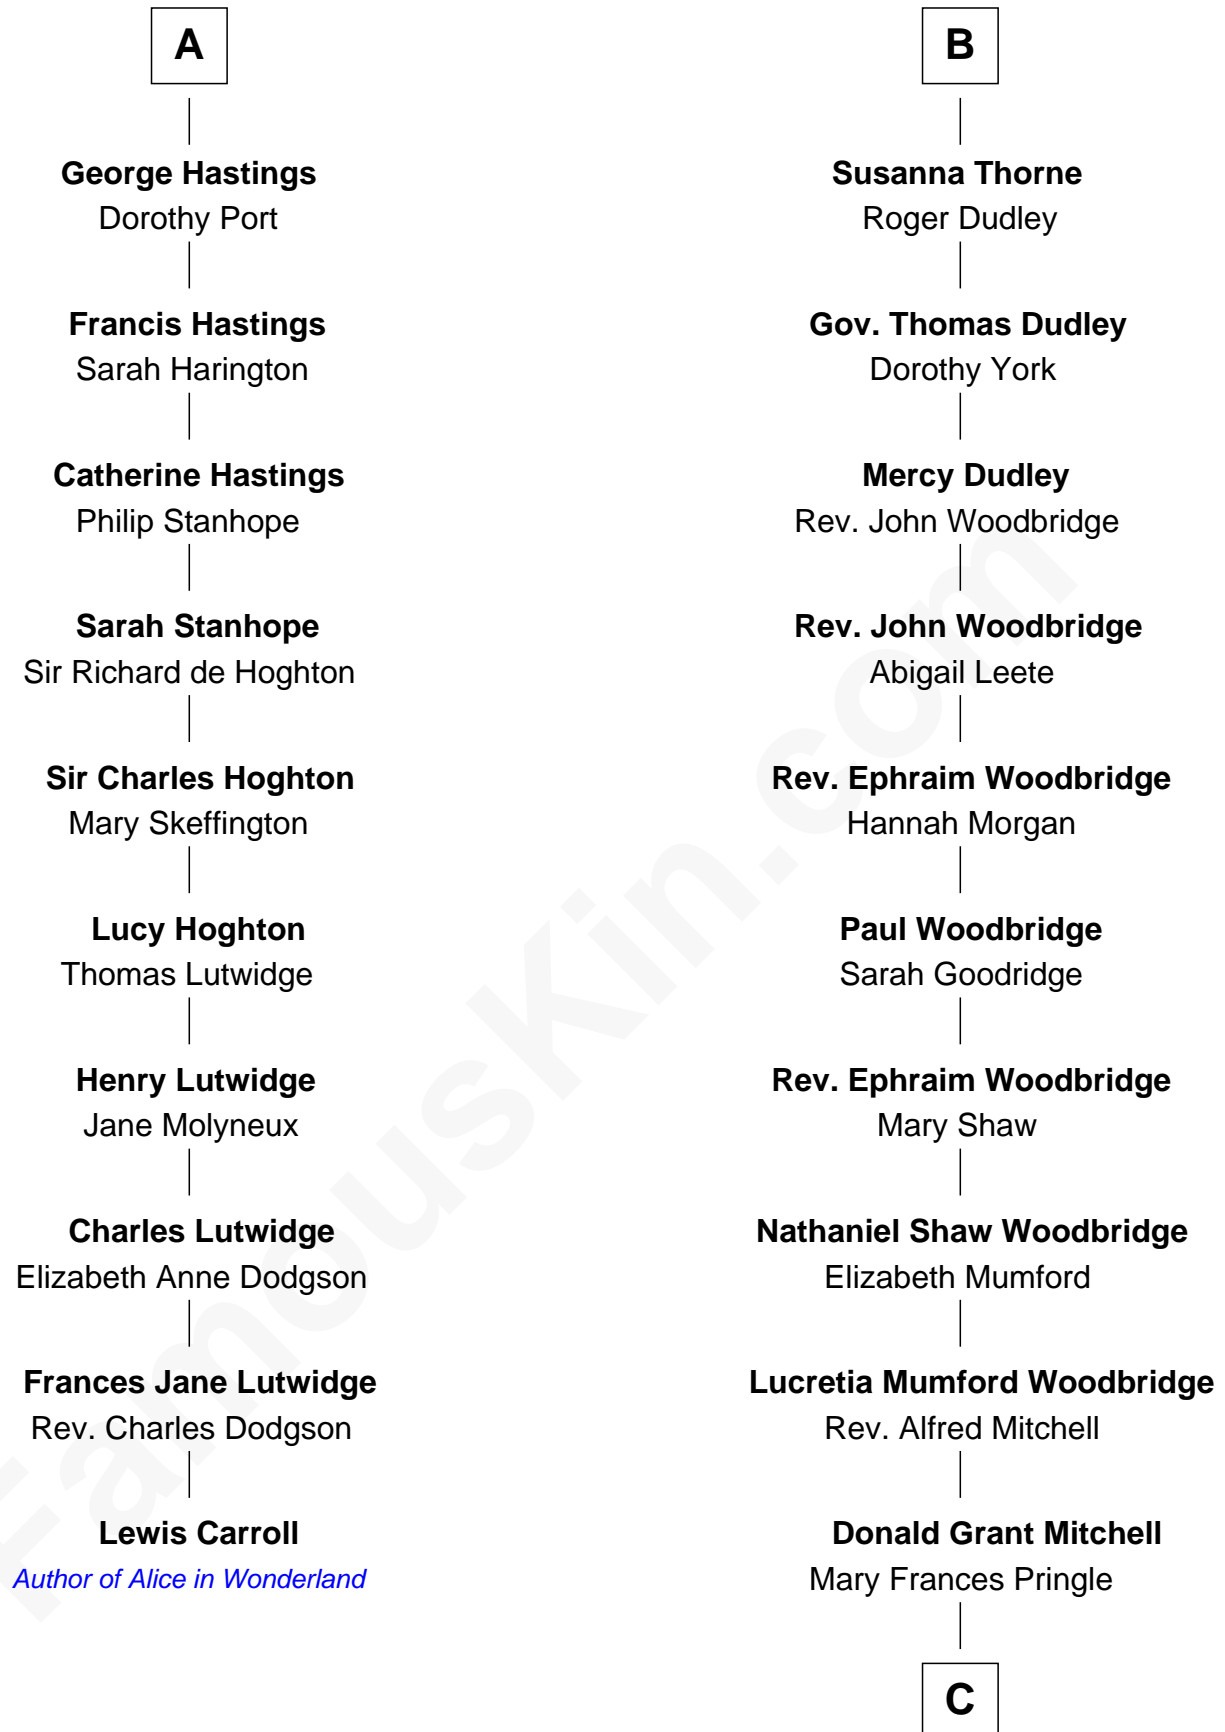 A
George Hastings
Dorothy Port
Francis Hastings
Sarah Harington
Catherine Hastings
Philip Stanhope
Sarah Stanhope
Sir Richard de Hoghton
Sir Charles Hoghton
Mary Skeffington
Lucy Hoghton
Thomas Lutwidge
Henry Lutwidge
Jane Molyneux
Charles Lutwidge
Elizabeth Anne Dodgson
Frances Jane Lutwidge
Rev. Charles Dodgson
Lewis Carroll
Author of Alice in Wonderland
B
Susanna Thorne
Roger Dudley
Gov. Thomas Dudley
Dorothy York
Mercy Dudley
Rev. John Woodbridge
Rev. John Woodbridge
Abigail Leete
Rev. Ephraim Woodbridge
Hannah Morgan
Paul Woodbridge
Sarah Goodridge
Rev. Ephraim Woodbridge
Mary Shaw
Nathaniel Shaw Woodbridge
Elizabeth Mumford
Lucretia Mumford Woodbridge
Rev. Alfred Mitchell
Donald Grant Mitchell
Mary Frances Pringle
C
FamousKin.com